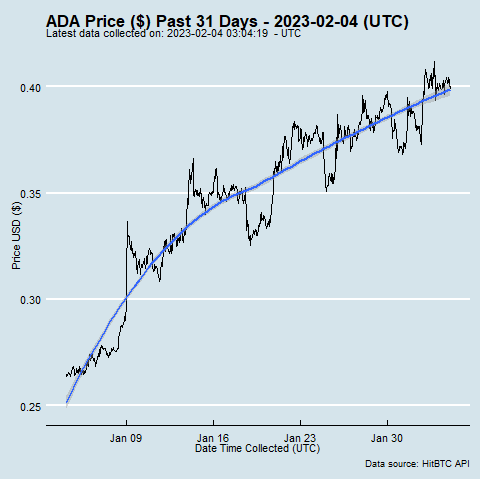 ADA Price ($) Past 31 Days - 2023-02-04 (UTC)
Latest data collected on: 2023-02-04 03:04:19 - UTC
0.40
0.35
0.30
0.25
Price USD ($)
Jan 09 Jan 16 Jan 23 Jan 30
Date Time Collected (UTC)
Data source: HitBTC API